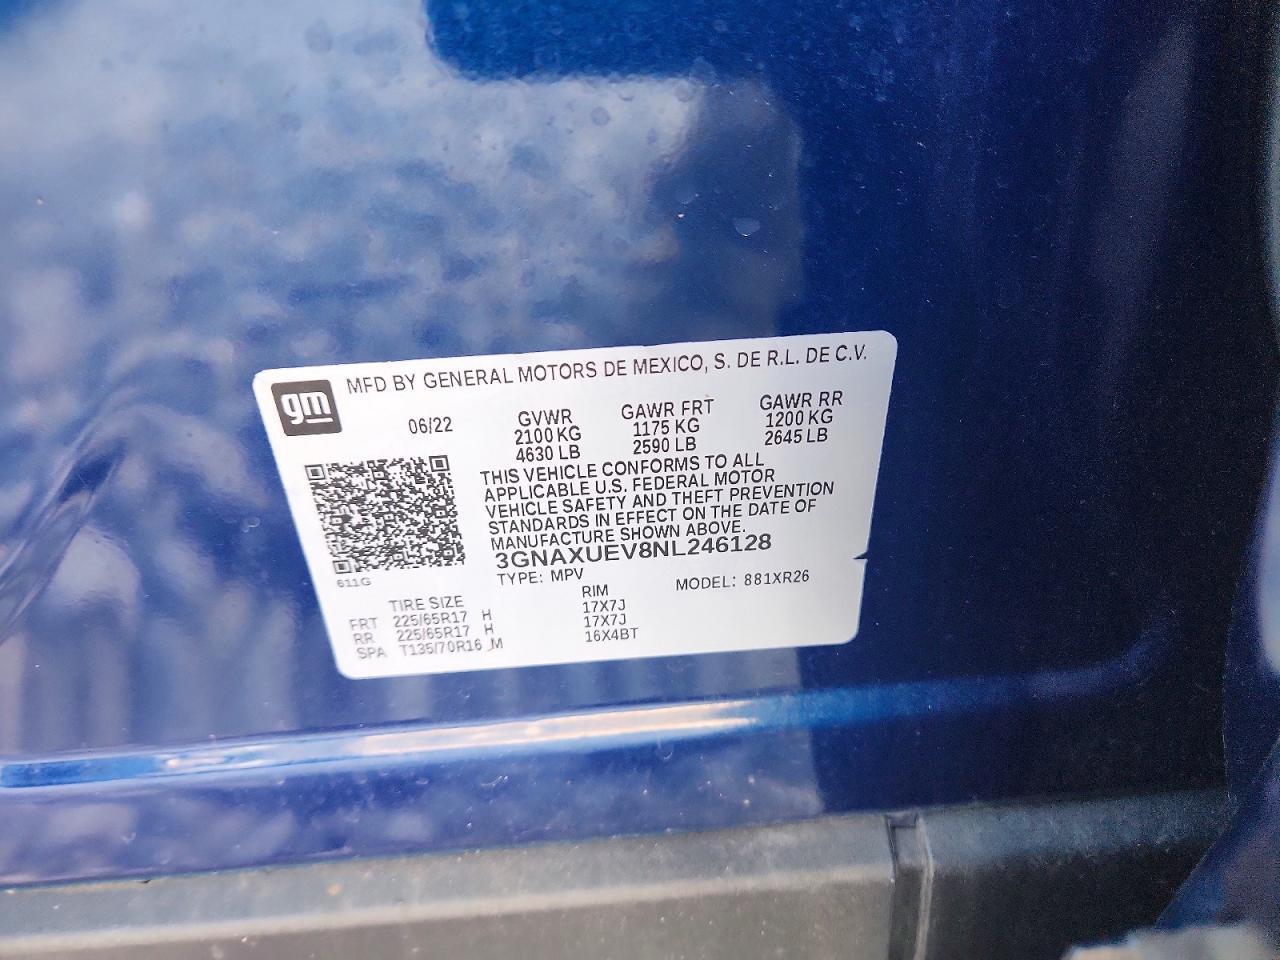 gm
MFD BY GENERAL MOTORS DE MEXICO, S. DE R.L. DE C.V.
06/22 GVWR GAWR FRT GAWR RR
2100 KG 1175 KG 1200 KG
4630 LB 2590 LB 2645 LB
THIS VEHICLE CONFORMS TO ALL
APPLICABLE U.S. FEDERAL MOTOR
VEHICLE SAFETY AND THEFT PREVENTION
STANDARDS IN EFFECT ON THE DATE OF
MANUFACTURE SHOWN ABOVE.
3GNAXUEV8NL246128
611G TYPE: MPV MODEL: 881XR26
TIRE SIZE RIM
FRT 225/65R17 H 17X7J
RR 225/65R17 H 17X7J
SPA T135/70R16 M 16X4BT